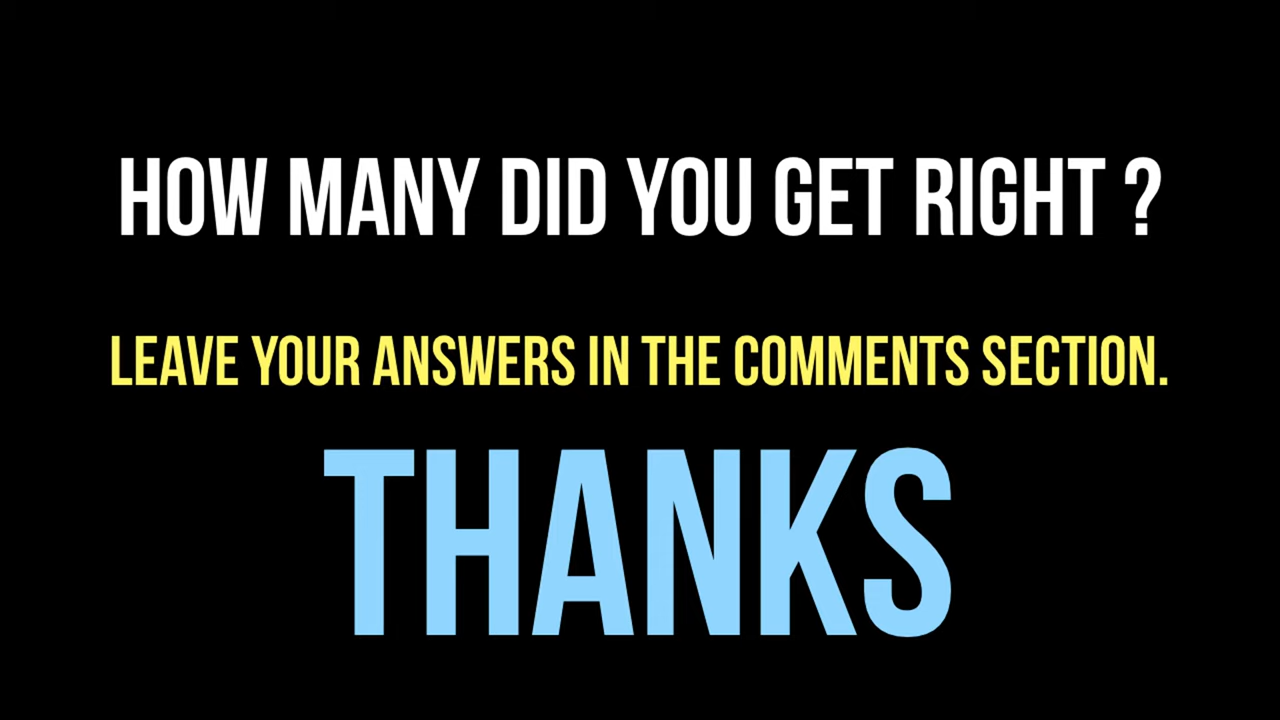 HOW MANY DID YOU GET RIGHT ?
LEAVE YOUR ANSWERS IN THE COMMENTS SECTION.
THANKS